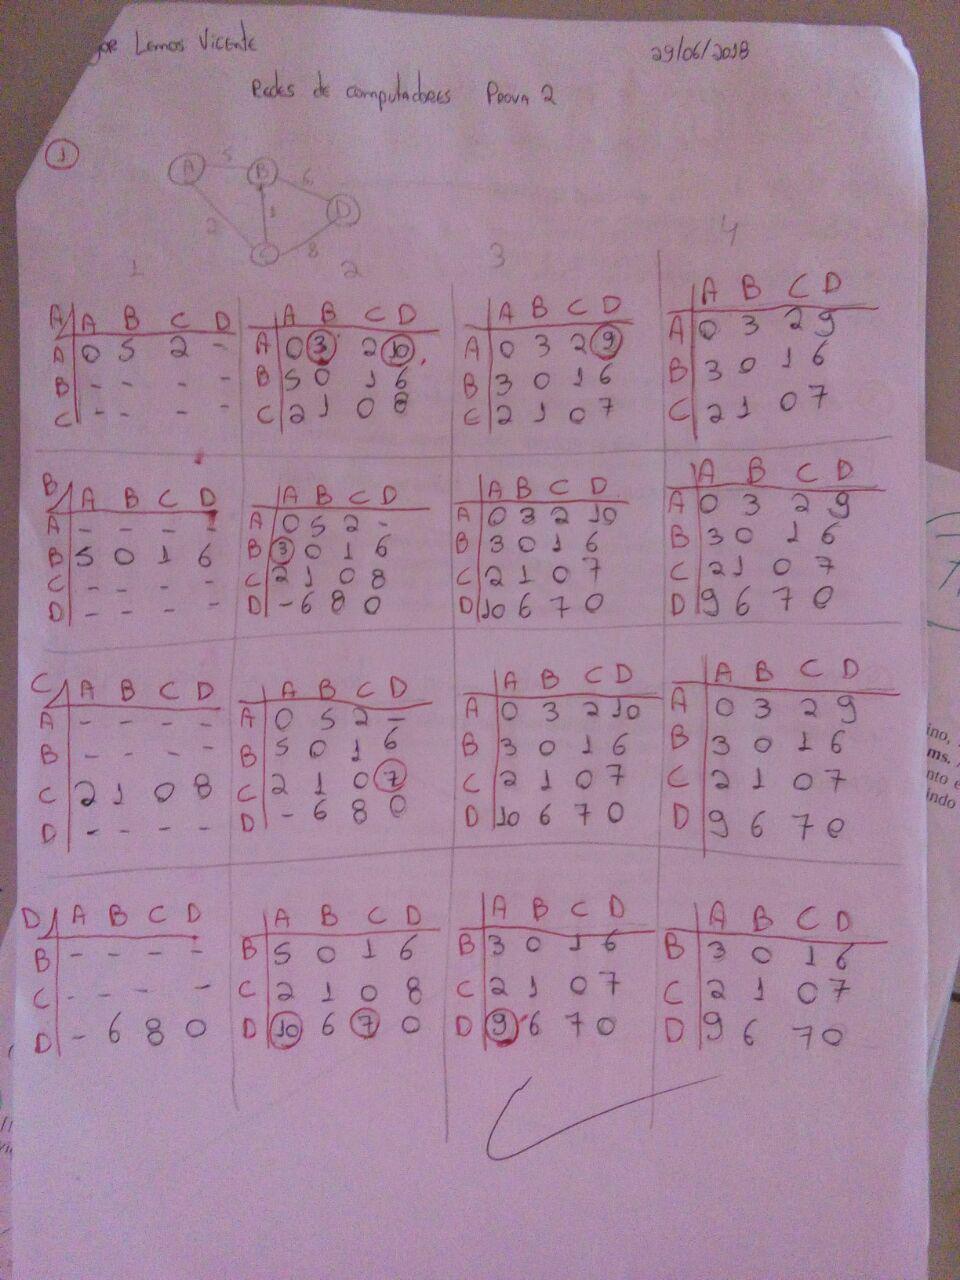 Lemos Vicente 29/06/2018
Redes de computadores Prova 2
1
A 5 B 6 D
2 1 C 8
1 2 3 4
A A B C D
A 0 5 2 -
B - - - -
C - - - -
A B C D
A 0 3 2 10
B 5 0 1 6
C 2 1 0 8
A B C D
A 0 3 2 9
B 3 0 1 6
C 2 1 0 7
A B C D
A 0 3 2 9
B 3 0 1 6
C 2 1 0 7
B A B C D
A - - - -
B 5 0 1 6
C - - - -
D - - - -
A B C D
A 0 5 2 -
B 3 0 1 6
C 2 1 0 8
D - 6 8 0
A B C D
A 0 3 2 10
B 3 0 1 6
C 2 1 0 7
D 10 6 7 0
A B C D
A 0 3 2 9
B 3 0 1 6
C 2 1 0 7
D 9 6 7 0
C A B C D
A - - - -
B - - - -
C 2 1 0 8
D - - - -
A B C D
A 0 5 2 -
B 5 0 1 6
C 2 1 0 7
D - 6 8 0
A B C D
A 0 3 2 10
B 3 0 1 6
C 2 1 0 7
D 10 6 7 0
A B C D
A 0 3 2 9
B 3 0 1 6
C 2 1 0 7
D 9 6 7 0
D A B C D
B - - - -
C - - - -
D - 6 8 0
A B C D
B 5 0 1 6
C 2 1 0 8
D 10 6 7 0
A B C D
B 3 0 1 6
C 2 1 0 7
D 9 6 7 0
A B C D
B 3 0 1 6
C 2 1 0 7
D 9 6 7 0
ino,
ms.
nto e
indo